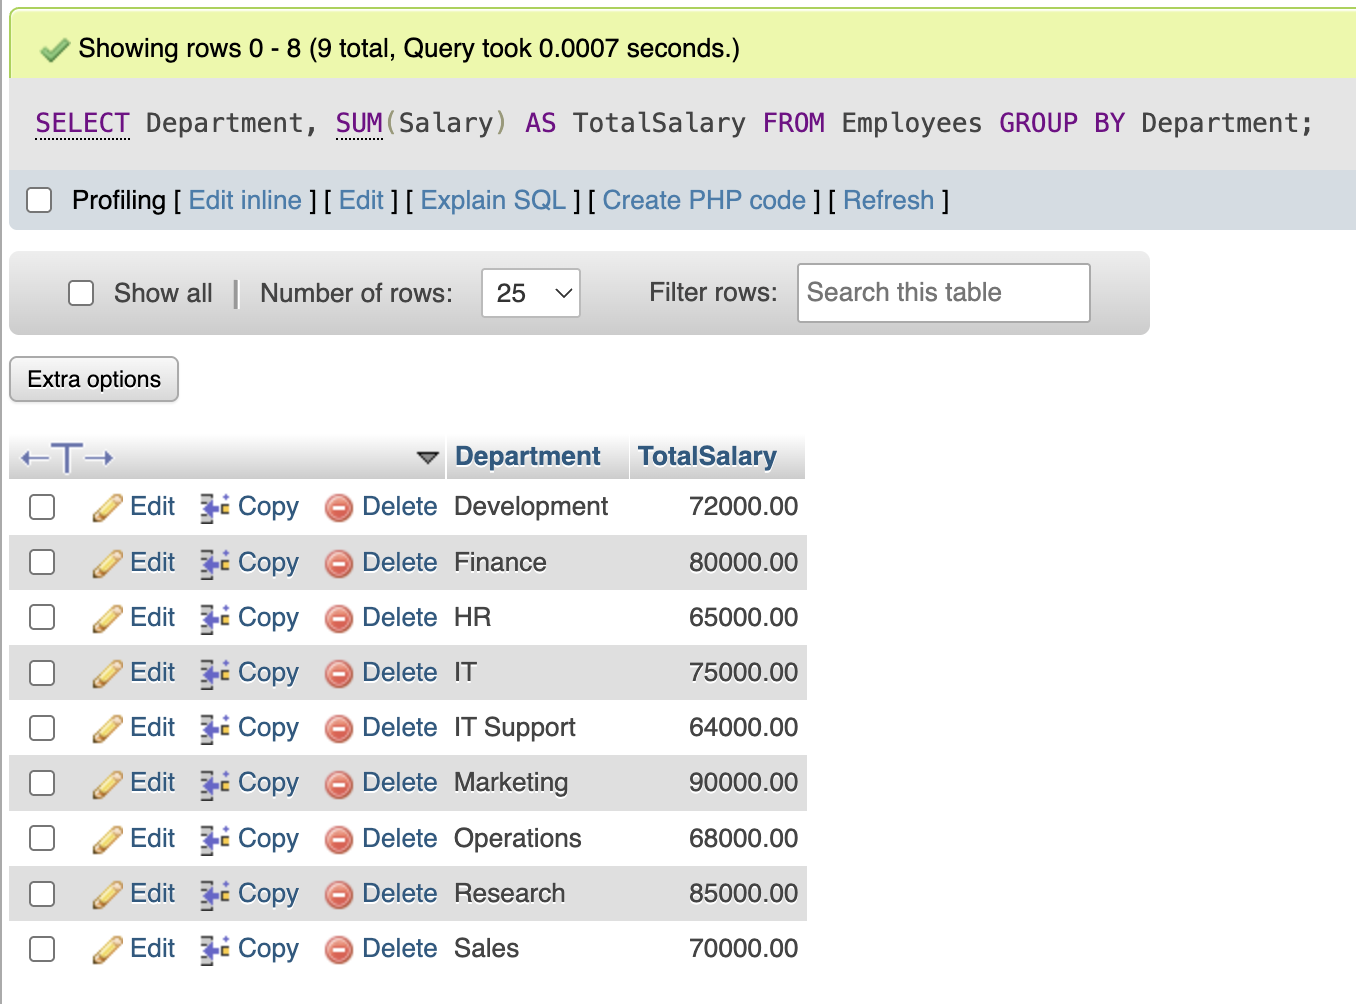 Showing rows 0 - 8 (9 total, Query took 0.0007 seconds.)
SELECT Department, SUM(Salary) AS TotalSalary FROM Employees GROUP BY Department;
Profiling [ Edit inline ] [ Edit ] [ Explain SQL ] [ Create PHP code ] [ Refresh ]
Show all | Number of rows: 25 Filter rows: Search this table
Extra options
←T→ Department TotalSalary
Edit Copy Delete Development 72000.00
Edit Copy Delete Finance 80000.00
Edit Copy Delete HR 65000.00
Edit Copy Delete IT 75000.00
Edit Copy Delete IT Support 64000.00
Edit Copy Delete Marketing 90000.00
Edit Copy Delete Operations 68000.00
Edit Copy Delete Research 85000.00
Edit Copy Delete Sales 70000.00